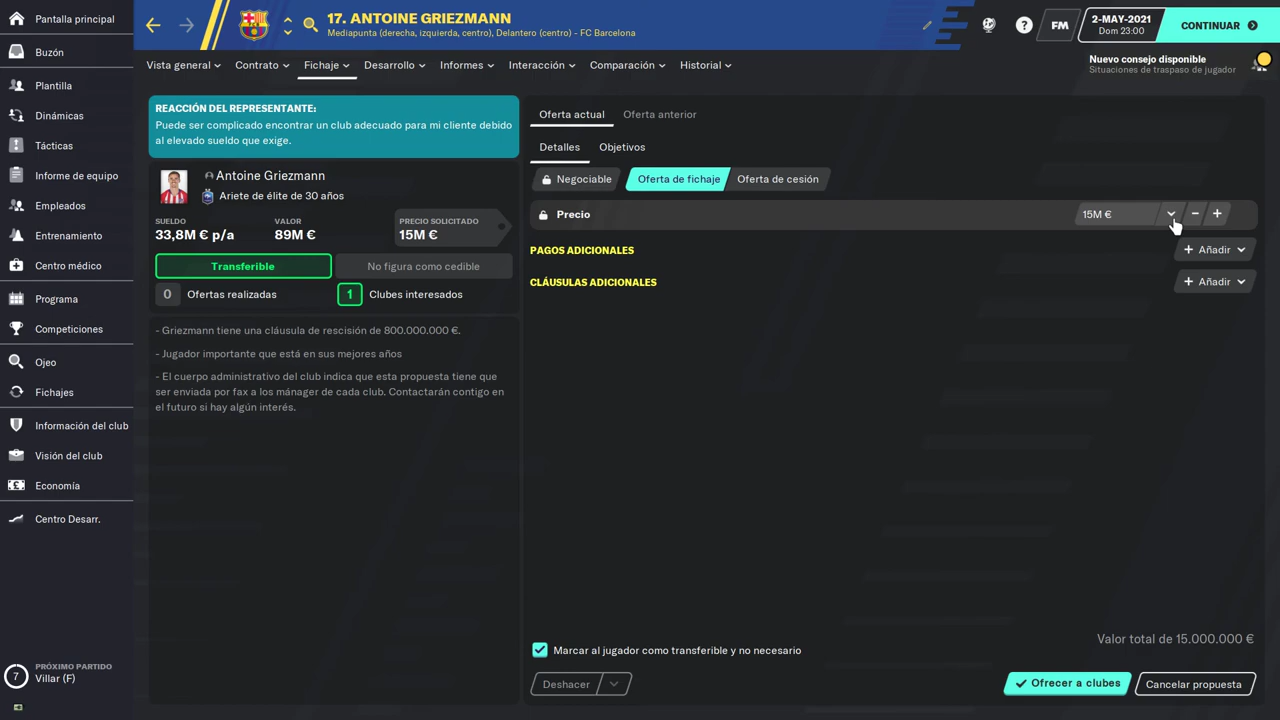 Pantalla principal
Buzón
Plantilla
Dinámicas
Tácticas
Informe de equipo
Empleados
Entrenamiento
Centro médico
Programa
Competiciones
Ojeo
Fichajes
Información del club
Visión del club
Economía
Centro Desarr.
7
PRÓXIMO PARTIDO
Villar (F)
17. ANTOINE GRIEZMANN
Mediapunta (derecha, izquierda, centro), Delantero (centro) - FC Barcelona
?
FM
2-MAY-2021
Dom 23:00
CONTINUAR
Vista general
Contrato
Fichaje
Desarrollo
Informes
Interacción
Comparación
Historial
Nuevo consejo disponible
Situaciones de traspaso de jugador
REACCIÓN DEL REPRESENTANTE:
Puede ser complicado encontrar un club adecuado para mi cliente debido
al elevado sueldo que exige.
Antoine Griezmann
Ariete de élite de 30 años
SUELDO VALOR PRECIO SOLICITADO
33,8M € p/a 89M € 15M €
Transferible No figura como cedible
0 Ofertas realizadas 1 Clubes interesados
- Griezmann tiene una cláusula de rescisión de 800.000.000 €.
- Jugador importante que está en sus mejores años
- El cuerpo administrativo del club indica que esta propuesta tiene que
ser enviada por fax a los mánager de cada club. Contactarán contigo en
el futuro si hay algún interés.
Oferta actual Oferta anterior
Detalles Objetivos
Negociable Oferta de fichaje Oferta de cesión
Precio 15M € - +
PAGOS ADICIONALES + Añadir
CLÁUSULAS ADICIONALES + Añadir
Valor total de 15.000.000 €
Marcar al jugador como transferible y no necesario
Deshacer Ofrecer a clubes Cancelar propuesta